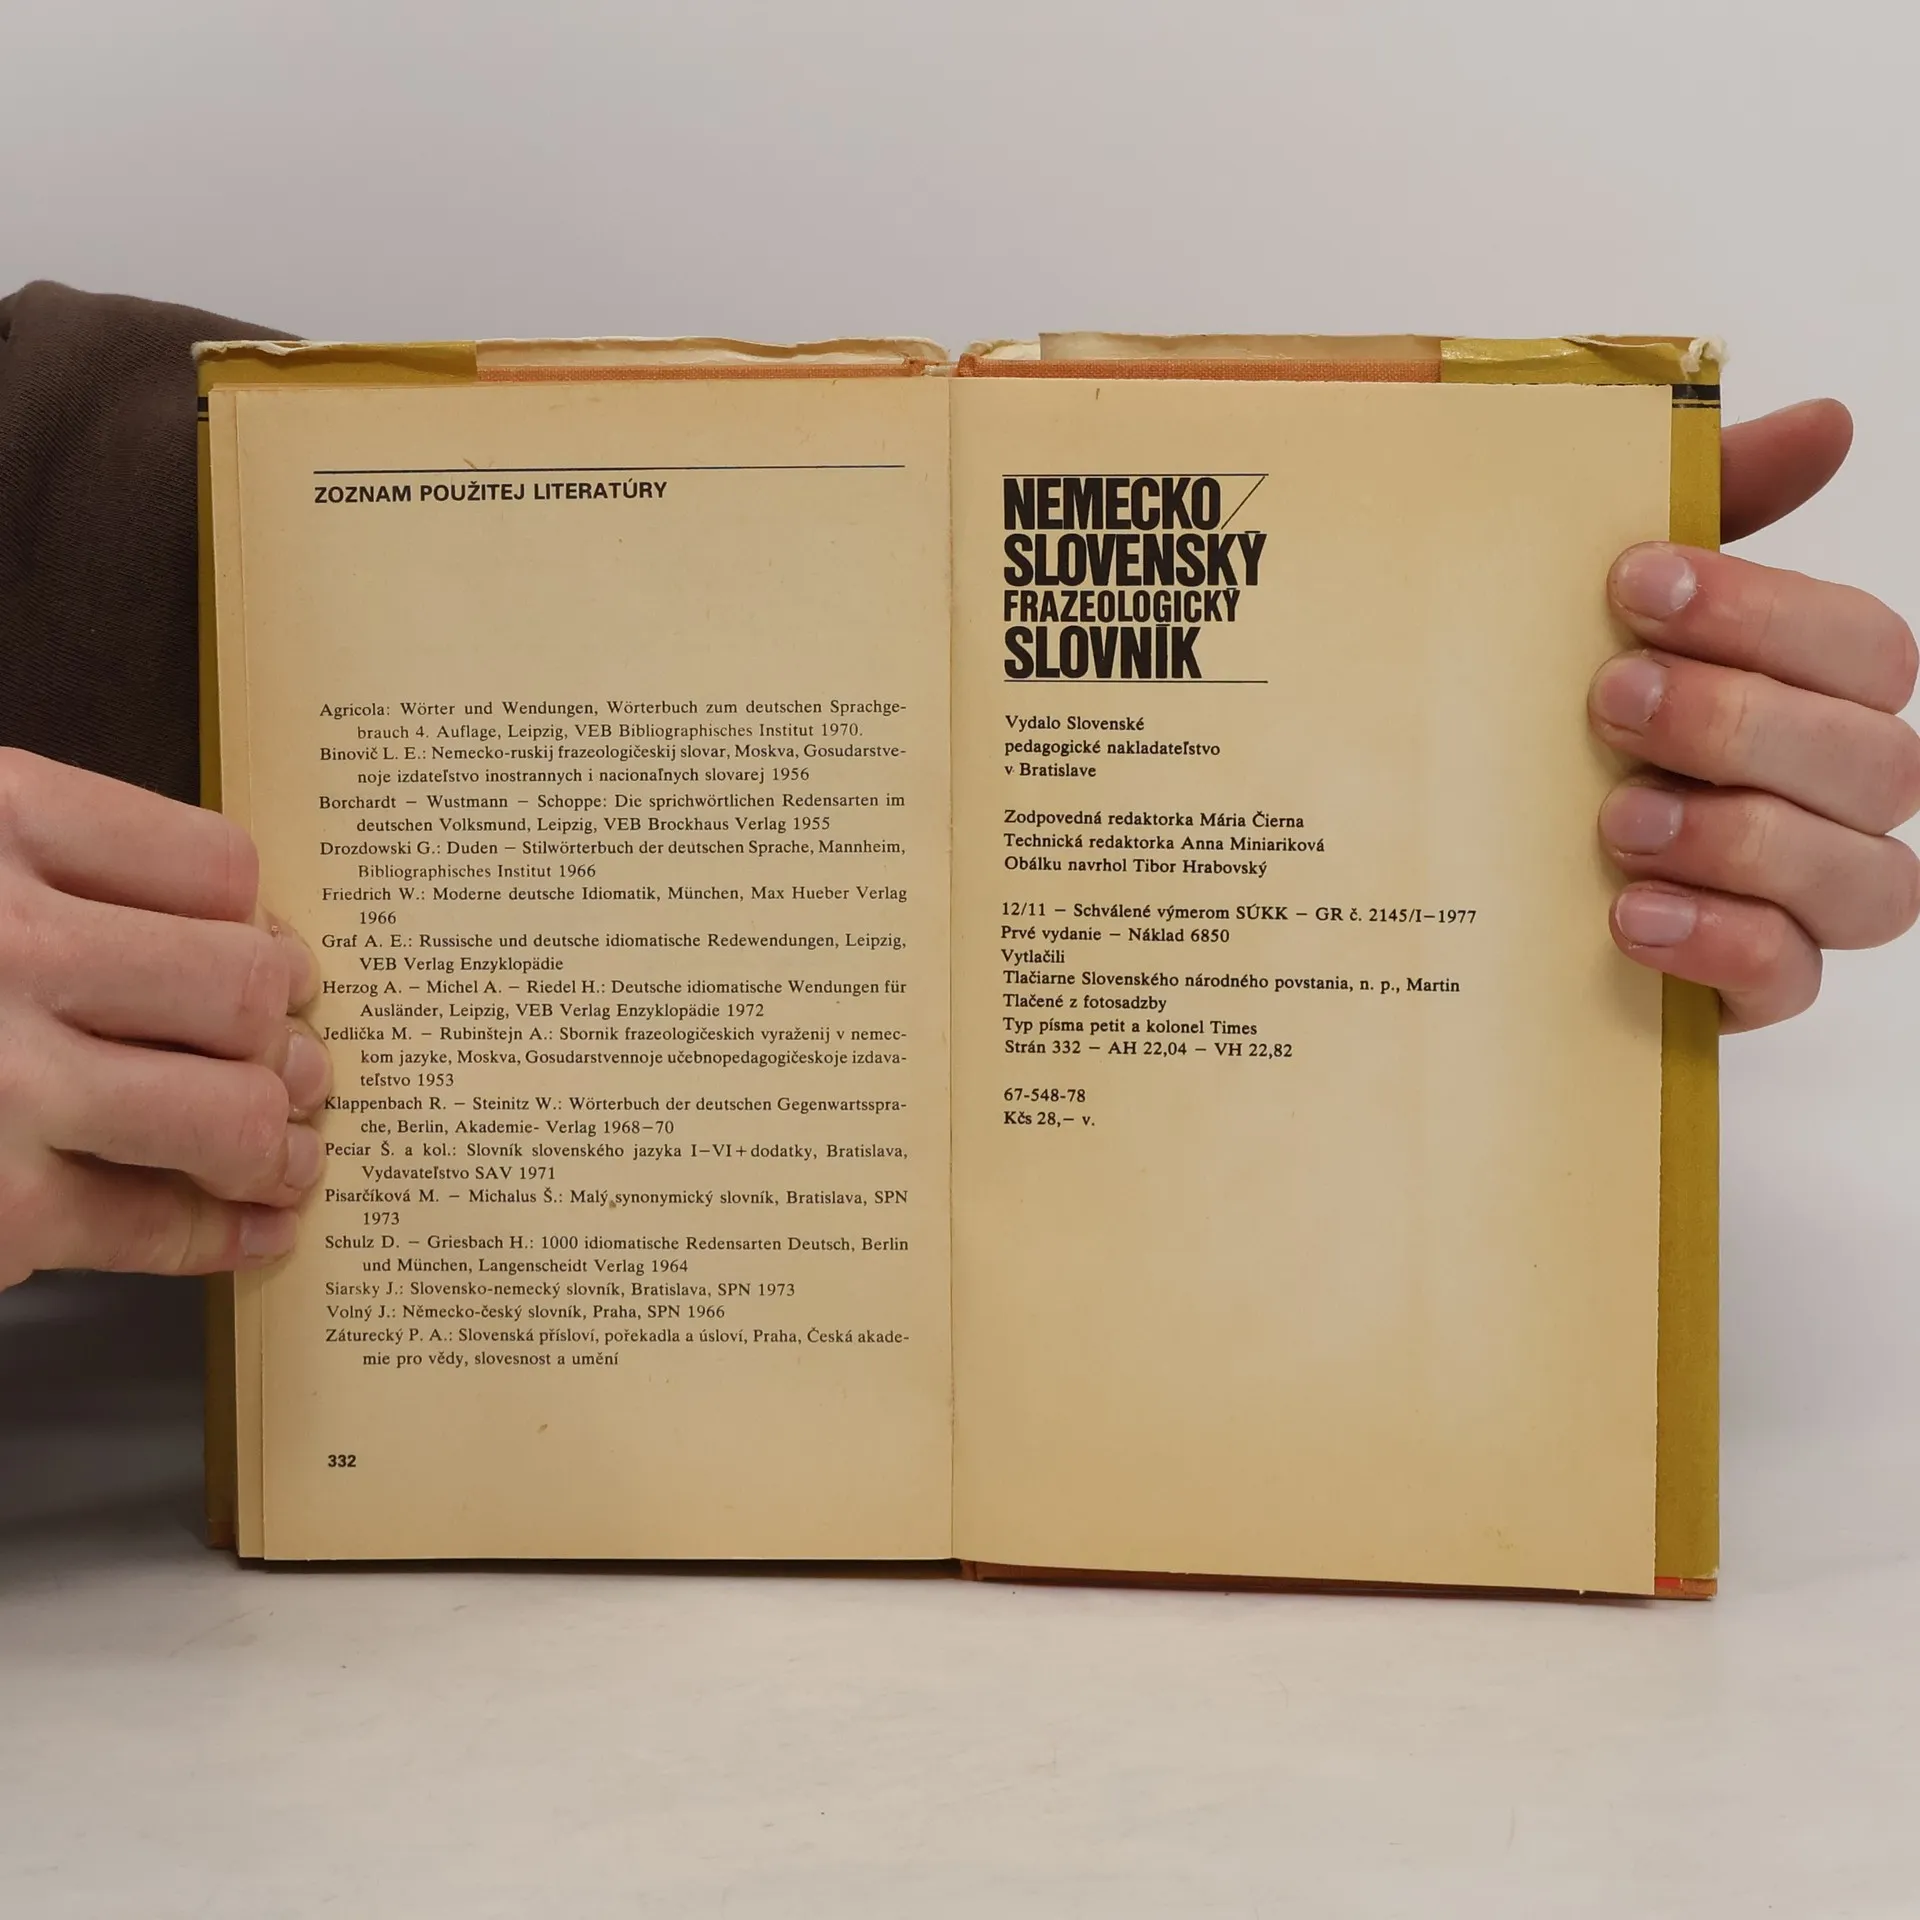 ZOZNAM POUŽITEJ LITERATÚRY
Agricola: Wörter und Wendungen, Wörterbuch zum deutschen Sprachge-
brauch 4. Auflage, Leipzig, VEB Bibliographisches Institut 1970.
Binovič L. E.: Nemecko-ruskij frazeologičeskij slovar, Moskva, Gosudarstve-
noje izdateľstvo inostrannych i nacionaľnych slovarej 1956
Borchardt – Wustmann – Schoppe: Die sprichwörtlichen Redensarten im
deutschen Volksmund, Leipzig, VEB Brockhaus Verlag 1955
Drozdowski G.: Duden – Stilwörterbuch der deutschen Sprache, Mannheim,
Bibliographisches Institut 1966
Friedrich W.: Moderne deutsche Idiomatik, München, Max Hueber Verlag
1966
Graf A. E.: Russische und deutsche idiomatische Redewendungen, Leipzig,
VEB Verlag Enzyklopädie
Herzog A. – Michel A. – Riedel H.: Deutsche idiomatische Wendungen für
Ausländer, Leipzig, VEB Verlag Enzyklopädie 1972
Jedlička M. – Rubinštejn A.: Sbornik frazeologičeskich vyraženij v nemec-
kom jazyke, Moskva, Gosudarstvennoje učebnopedagogičeskoje izdava-
teľstvo 1953
Klappenbach R. – Steinitz W.: Wörterbuch der deutschen Gegenwartsspra-
che, Berlin, Akademie- Verlag 1968–70
Peciar Š. a kol.: Slovník slovenského jazyka I–VI+dodatky, Bratislava,
Vydavateľstvo SAV 1971
Pisarčíková M. – Michalus Š.: Malý synonymický slovník, Bratislava, SPN
1973
Schulz D. – Griesbach H.: 1000 idiomatische Redensarten Deutsch, Berlin
und München, Langenscheidt Verlag 1964
Siarsky J.: Slovensko-nemecký slovník, Bratislava, SPN 1973
Volný J.: Německo-český slovník, Praha, SPN 1966
Záturecký P. A.: Slovenská přísloví, pořekadla a úsloví, Praha, Česká akade-
mie pro vědy, slovesnost a umění
332
NEMECKO/
SLOVENSKÝ
FRAZEOLOGICKÝ
SLOVNÍK
Vydalo Slovenské
pedagogické nakladateľstvo
v Bratislave
Zodpovedná redaktorka Mária Čierna
Technická redaktorka Anna Miniariková
Obálku navrhol Tibor Hrabovský
12/11 – Schválené výmerom SÚKK – GR č. 2145/I–1977
Prvé vydanie – Náklad 6850
Vytlačili
Tlačiarne Slovenského národného povstania, n. p., Martin
Tlačené z fotosadzby
Typ písma petit a kolonel Times
Strán 332 – AH 22,04 – VH 22,82
67-548-78
Kčs 28,– v.